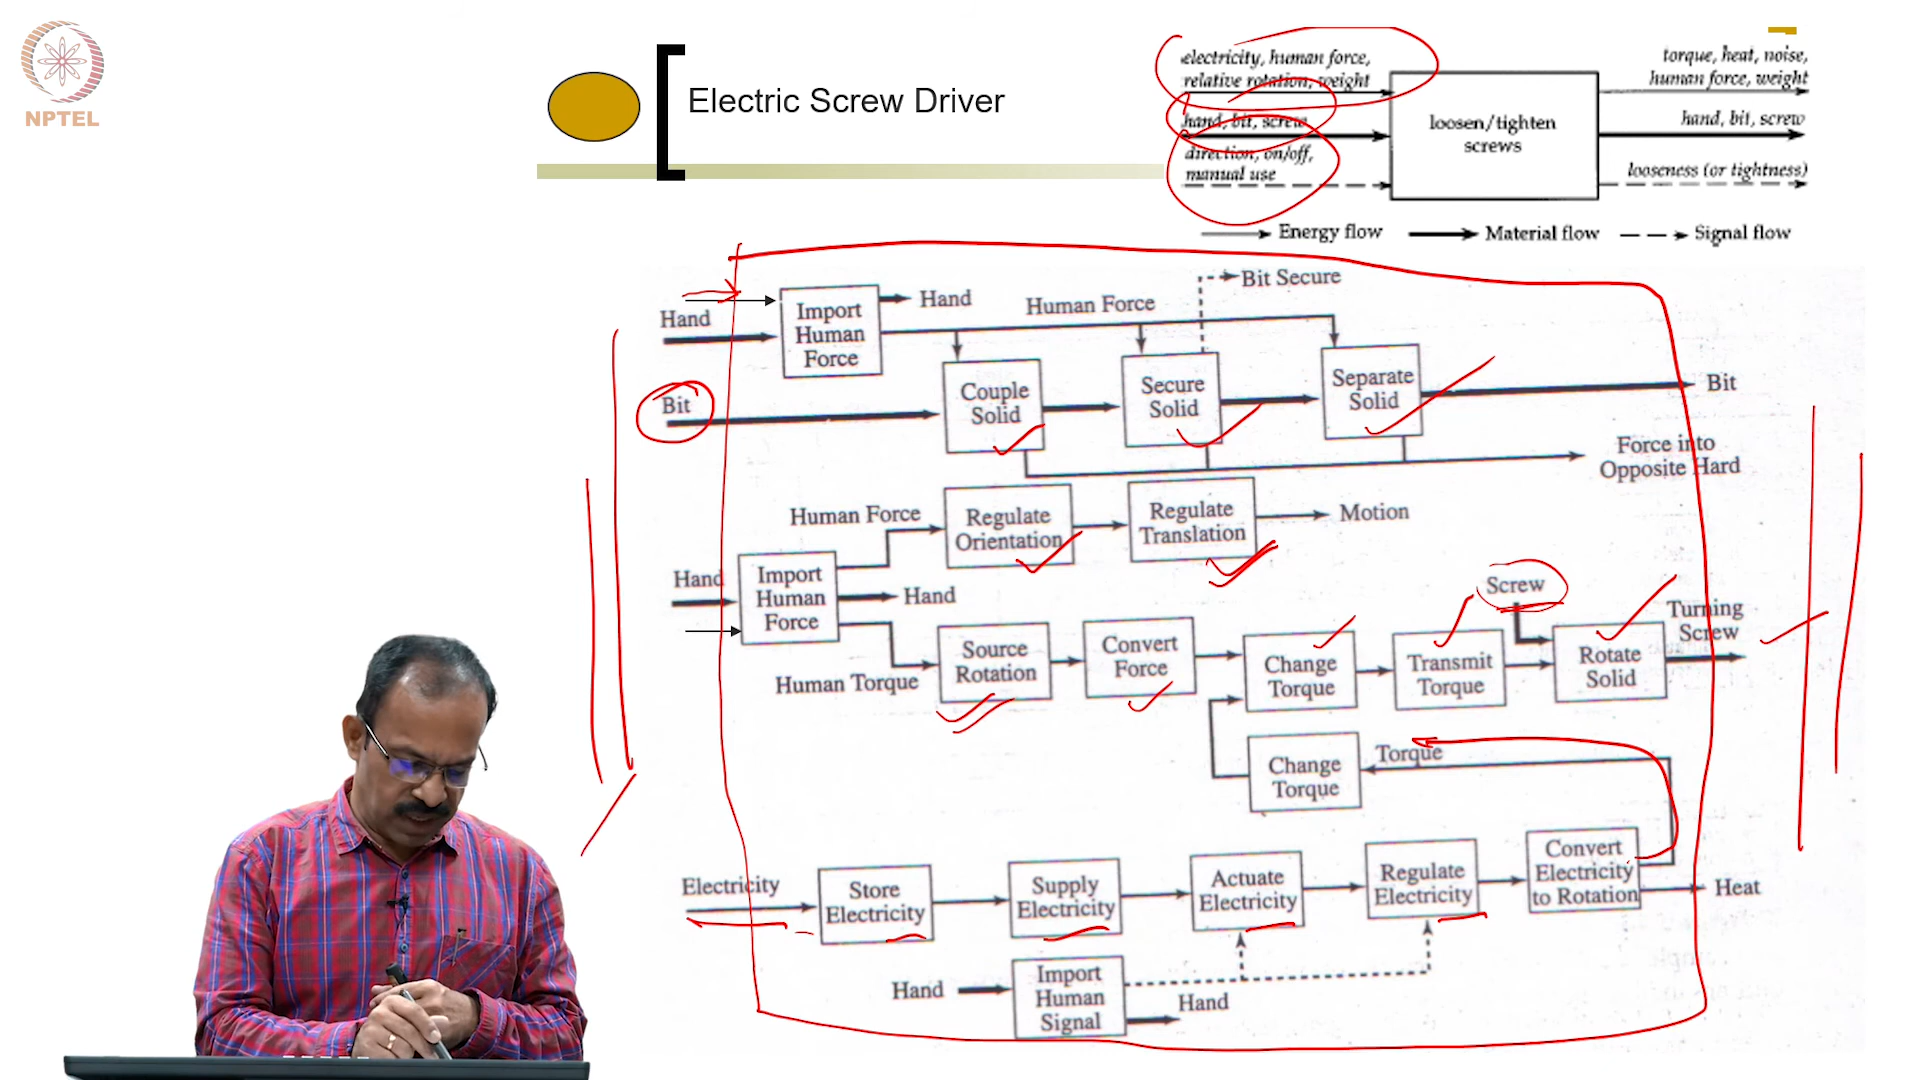 NPTEL
Electric Screw Driver
electricity, human force,
relative rotation, weight
hand, bit, screw
direction, on/off,
manual use
loosen/tighten
screws
torque, heat, noise,
human force, weight
hand, bit, screw
looseness (or tightness)
Energy flow
Material flow
Signal flow
Hand
Import
Human
Force
Hand
Human Force
Bit Secure
Bit
Couple
Solid
Secure
Solid
Separate
Solid
Bit
Force into
Opposite Hard
Human Force
Regulate
Orientation
Regulate
Translation
Motion
Hand
Import
Human
Force
Hand
Human Torque
Source
Rotation
Convert
Force
Change
Torque
Transmit
Torque
Screw
Rotate
Solid
Turning
Screw
Change
Torque
Torque
Electricity
Store
Electricity
Supply
Electricity
Actuate
Electricity
Regulate
Electricity
Convert
Electricity
to Rotation
Heat
Hand
Import
Human
Signal
Hand